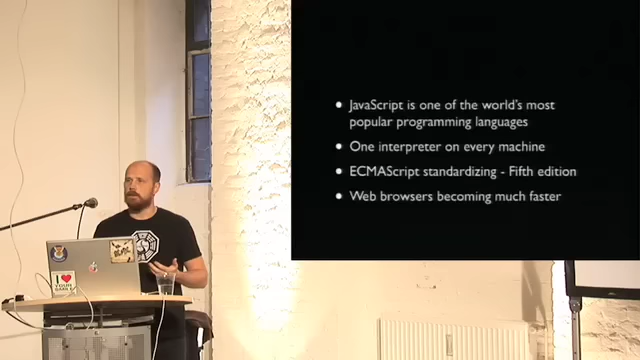 • JavaScript is one of the world's most
popular programming languages
• One interpreter on every machine
• ECMAScript standardizing - Fifth edition
• Web browsers becoming much faster
I ♥
YOUR